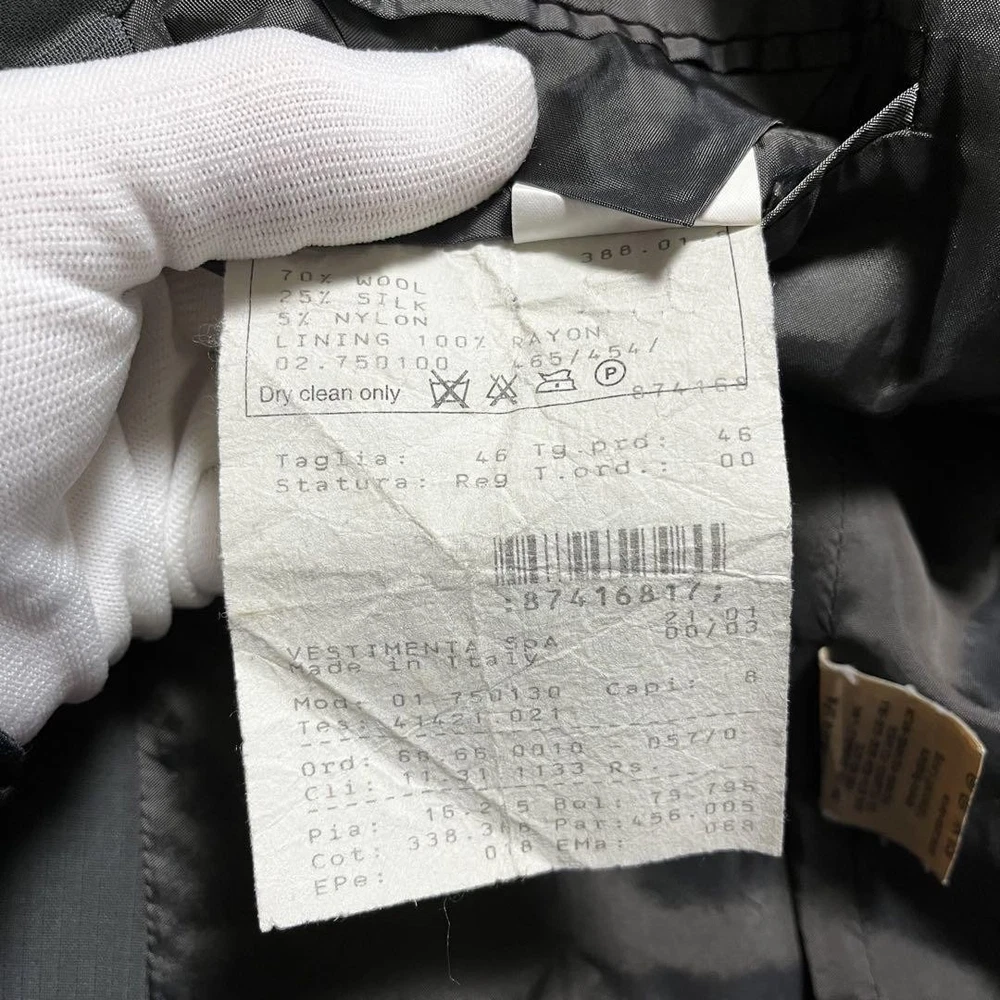 388.01
70% WOOL
25% SILK
5% NYLON
LINING 100% RAYON
02.750100 465/454/
Dry clean only P
874168
Taglia: 46 Tg.prd: 46
Statura: Reg T.ord.: 00
:87416817;
21.01
00/03
VESTIMENTA SpA
Made in Italy
Mod: 01 750130 Capi: 8
Tes: 41421.021
Ord: 66 66 0010 - 057/0
Cli: 11-31 1133 Rs.
Pia: 16.2 5 Bol: 79.795
Cot: 338.3 Par: 456.005
EPe: 018 EMa: 068